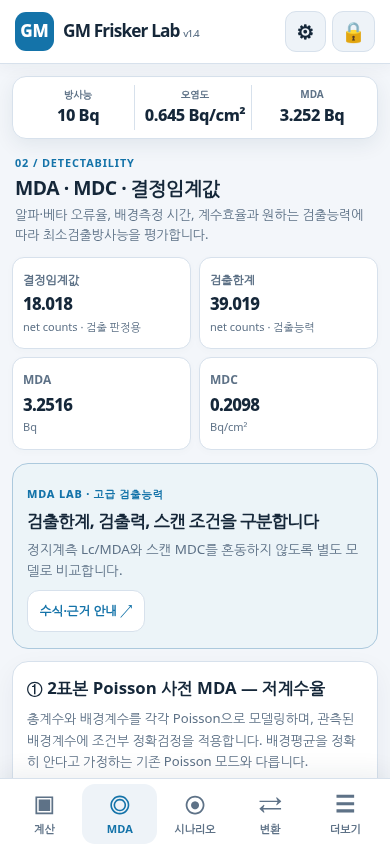 GM GM Frisker Lab v1.4
방사능 오염도 MDA
10 Bq 0.645 Bq/cm² 3.252 Bq
02 / DETECTABILITY
MDA · MDC · 결정임계값
알파·베타 오류율, 배경측정 시간, 계수효율과 원하는 검출능력에
따라 최소검출방사능을 평가합니다.
결정임계값 검출한계
18.018 39.019
net counts · 검출 판정용 net counts · 검출능력
MDA MDC
3.2516 0.2098
Bq Bq/cm²
MDA LAB · 고급 검출능력
검출한계, 검출력, 스캔 조건을 구분합니다
정지계측 Lc/MDA와 스캔 MDC를 혼동하지 않도록 별도 모
델로 비교합니다.
수식·근거 안내 ↗
① 2표본 Poisson 사전 MDA — 저계수율
총계수와 배경계수를 각각 Poisson으로 모델링하며, 관측된
배경계수에 조건부 정확검정을 적용합니다. 배경평균을 정확
히 안다고 가정하는 기존 Poisson 모드와 다릅니다.
계산 MDA 시나리오 변환 더보기